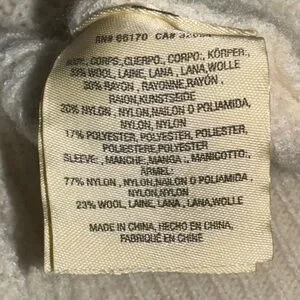 RN# 66170 CA#
BODY, CORPS, CUERPO, CORPO, KÖRPER,
33% WOOL, LAINE, LANA , LANA,WOLLE
30% RAYON , RAYONNE,RAYON ,
RAION,KUNSTSEIDE
20% NYLON , NYLON,NAILON O POLIAMIDA,
NYLON, NYLON
17% POLYESTER, POLYESTER, POLIESTER,
POLIESTERE,POLYESTER
SLEEVE:, MANCHE,MANGA:, MANICOTTO:,
ÄRMEL:
77% NYLON , NYLON,NAILON O POLIAMIDA ,
NYLON,NYLON
23% WOOL, LAINE, LANA , LANA,WOLLE
MADE IN CHINA, HECHO EN CHINA,
FABRIQUÉ EN CHINE